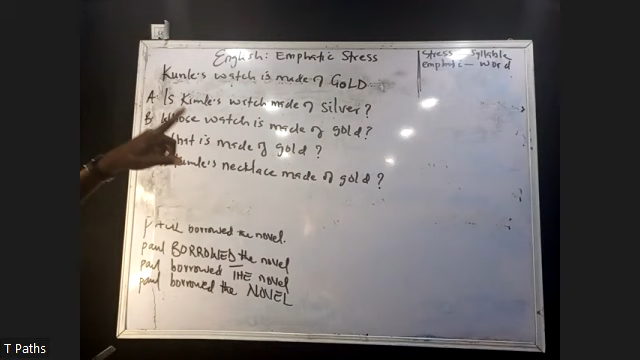 English: Emphatic Stress
Stress - Syllable
emphatic - word
Kunle's watch is made of GOLD
A. Is Kunle's watch made of silver?
B. Whose watch is made of gold?
What is made of gold?
Kunle's necklace made of gold?
PAUL borrowed the novel.
paul BORROWED the novel
paul borrowed THE novel
paul borrowed the NOVEL
T Paths